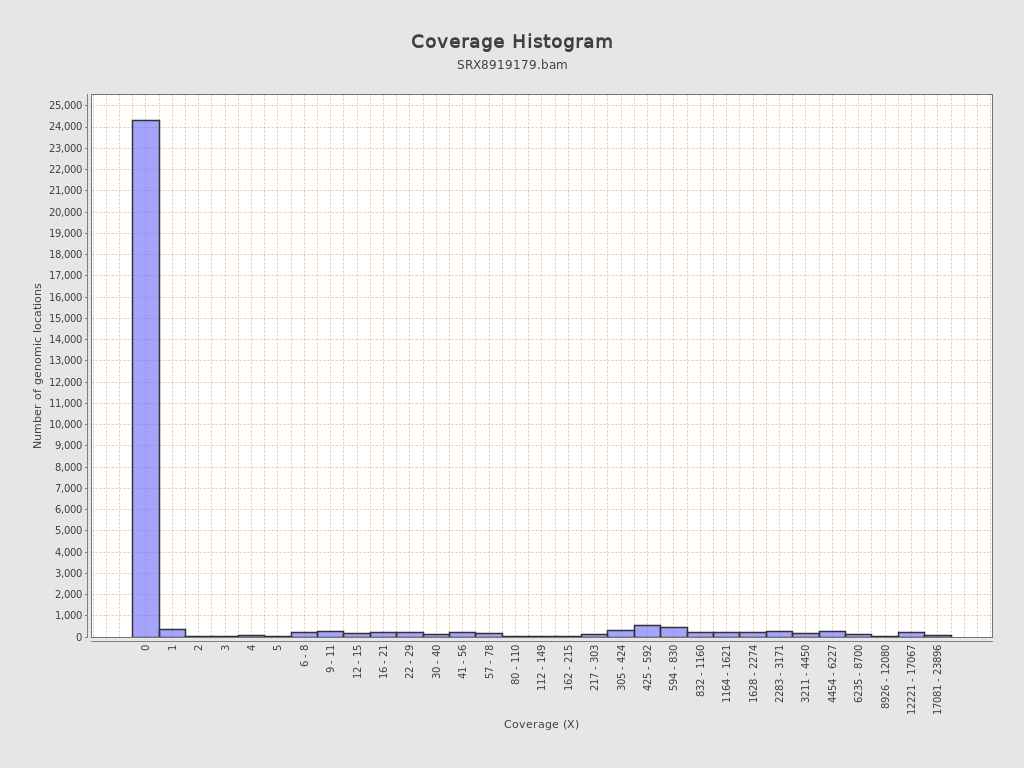 Coverage Histogram
SRX8919179.bam
Number of genomic locations
25,000
24,000
23,000
22,000
21,000
20,000
19,000
18,000
17,000
16,000
15,000
14,000
13,000
12,000
11,000
10,000
9,000
8,000
7,000
6,000
5,000
4,000
3,000
2,000
1,000
0
0
1
2
3
4
5
6 - 8
9 - 11
12 - 15
16 - 21
22 - 29
30 - 40
41 - 56
57 - 78
80 - 110
112 - 149
162 - 215
217 - 303
305 - 424
425 - 592
594 - 830
832 - 1160
1164 - 1621
1628 - 2274
2283 - 3171
3211 - 4450
4454 - 6227
6235 - 8700
8926 - 12080
12221 - 17067
17081 - 23896
Coverage (X)